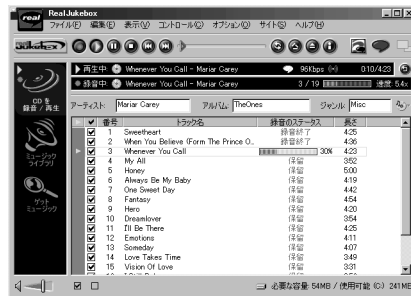 real RealJukebox
ファイル(F) 編集(E) 表示(V) コントロール(C) オプション(O) サイト(S) ヘルプ(H)
Jukebox
再生中: Whenever You Call - Mariar Carey 96Kbps 0:10/4:23
録音中: Whenever You Call - Mariar Carey 3 / 19 速度: 5.4x
CDを
録音／再生
ミュージック
ライブラリ
ゲット
ミュージック
アーティスト: Mariar Carey アルバム: TheOnes ジャンル: Misc
番号 トラック名 録音のステータス 長さ
1 Sweetheart 録音終了 4:25
2 When You Believe (Form The Prince O... 録音終了 4:36
3 Whenever You Call 30% 4:23
4 My All 保留 3:52
5 Honey 保留 5:00
6 Always Be My Baby 保留 4:19
7 One Sweet Day 保留 4:42
8 Fantasy 保留 4:54
9 Hero 保留 4:20
10 Dreamlover 保留 3:54
11 I'll Be There 保留 4:25
12 Emotions 保留 4:11
13 Someday 保留 4:07
14 Love Takes Time 保留 3:49
15 Vision Of Love 保留 3:31
必要な容量: 54MB / 使用可能 (C:) 241MB